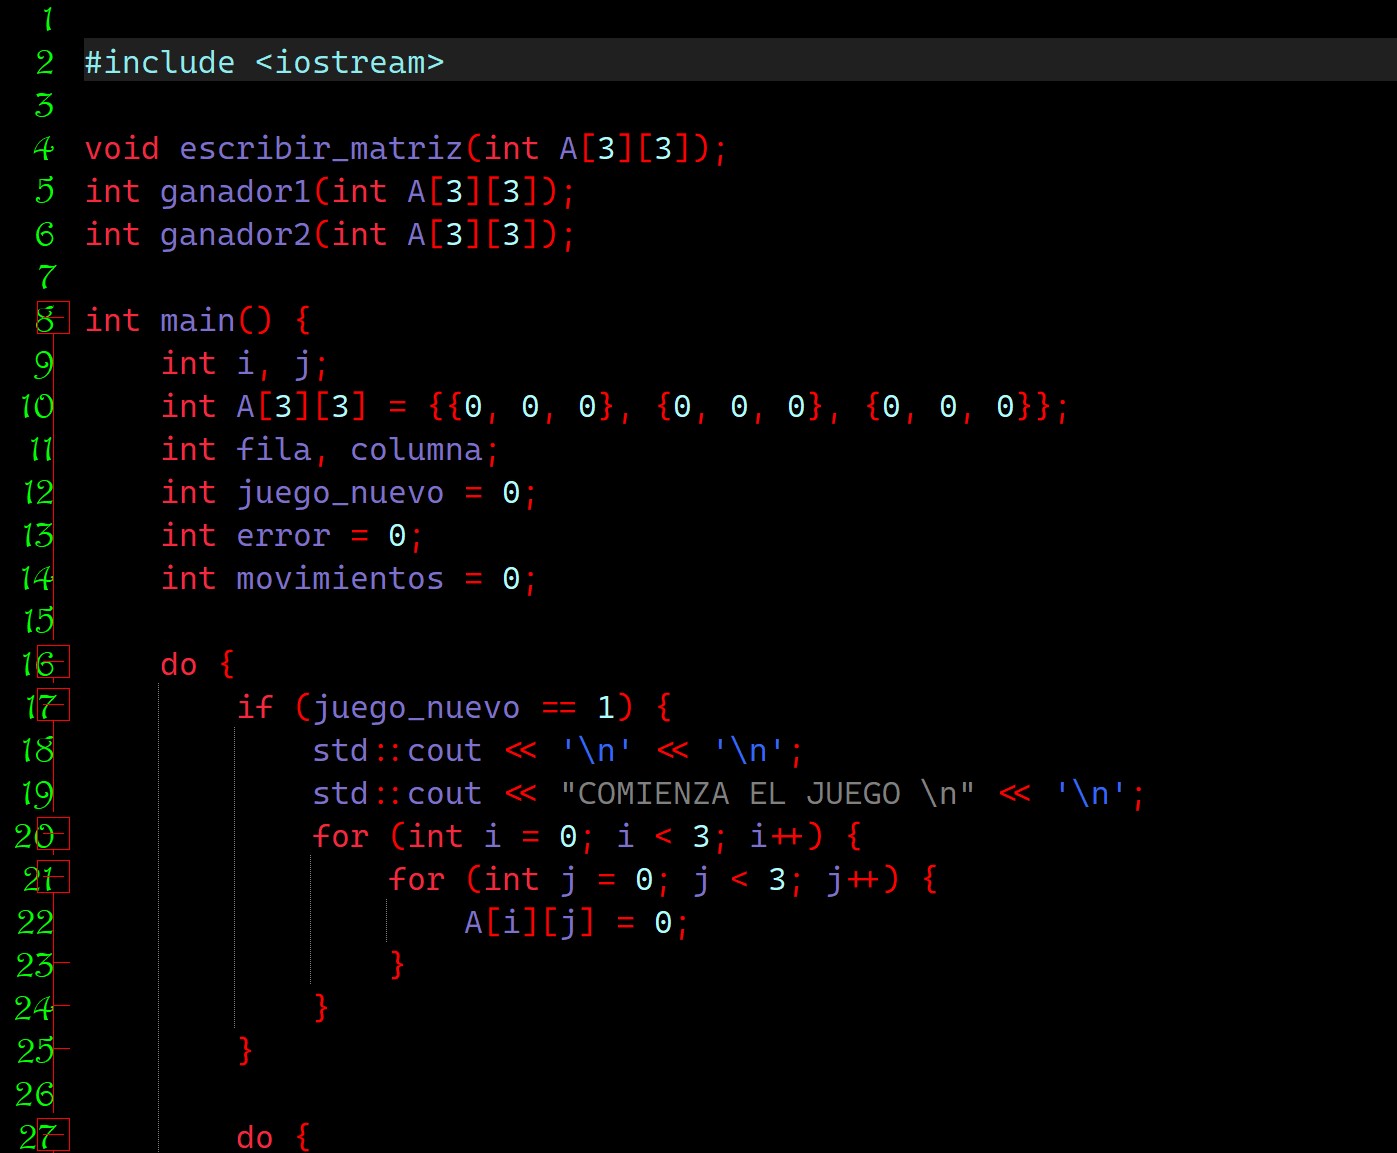 1
2 #include <iostream>
3
4 void escribir_matriz(int A[3][3]);
5 int ganador1(int A[3][3]);
6 int ganador2(int A[3][3]);
7
8 int main() {
9     int i, j;
10     int A[3][3] = {{0, 0, 0}, {0, 0, 0}, {0, 0, 0}};
11     int fila, columna;
12     int juego_nuevo = 0;
13     int error = 0;
14     int movimientos = 0;
15
16     do {
17         if (juego_nuevo == 1) {
18             std::cout << '\n' << '\n';
19             std::cout << "COMIENZA EL JUEGO \n" << '\n';
20             for (int i = 0; i < 3; i++) {
21                 for (int j = 0; j < 3; j++) {
22                     A[i][j] = 0;
23                 }
24             }
25         }
26
27         do {